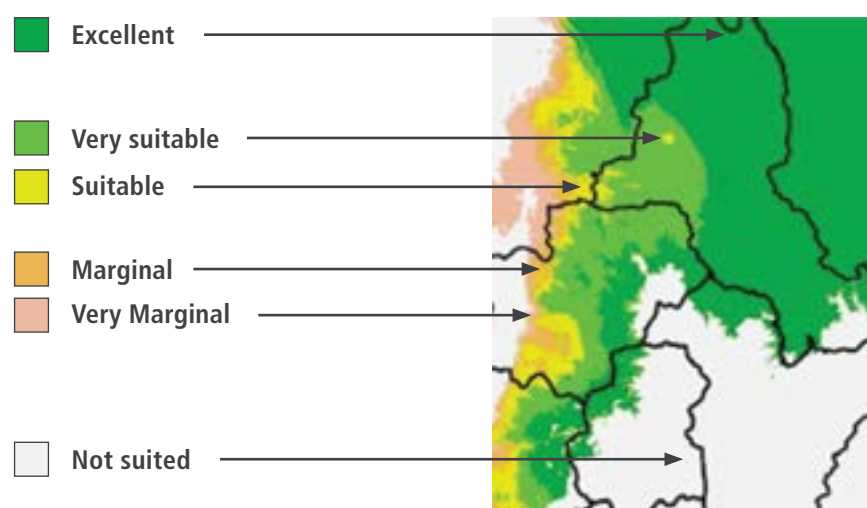 Excellent
Very suitable
Suitable
Marginal
Very Marginal
Not suited